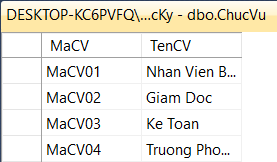 DESKTOP-KC6PVFQ\...cKy - dbo.ChucVu
MaCV TenCV
MaCV01 Nhan Vien B...
MaCV02 Giam Doc
MaCV03 Ke Toan
MaCV04 Truong Pho...